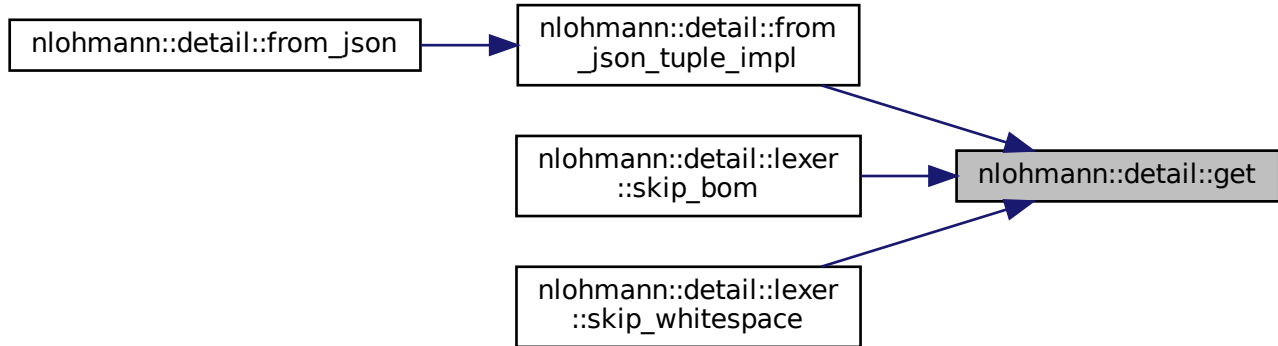 nlohmann::detail::from_json
nlohmann::detail::from
_json_tuple_impl
nlohmann::detail::lexer
::skip_bom
nlohmann::detail::get
nlohmann::detail::lexer
::skip_whitespace